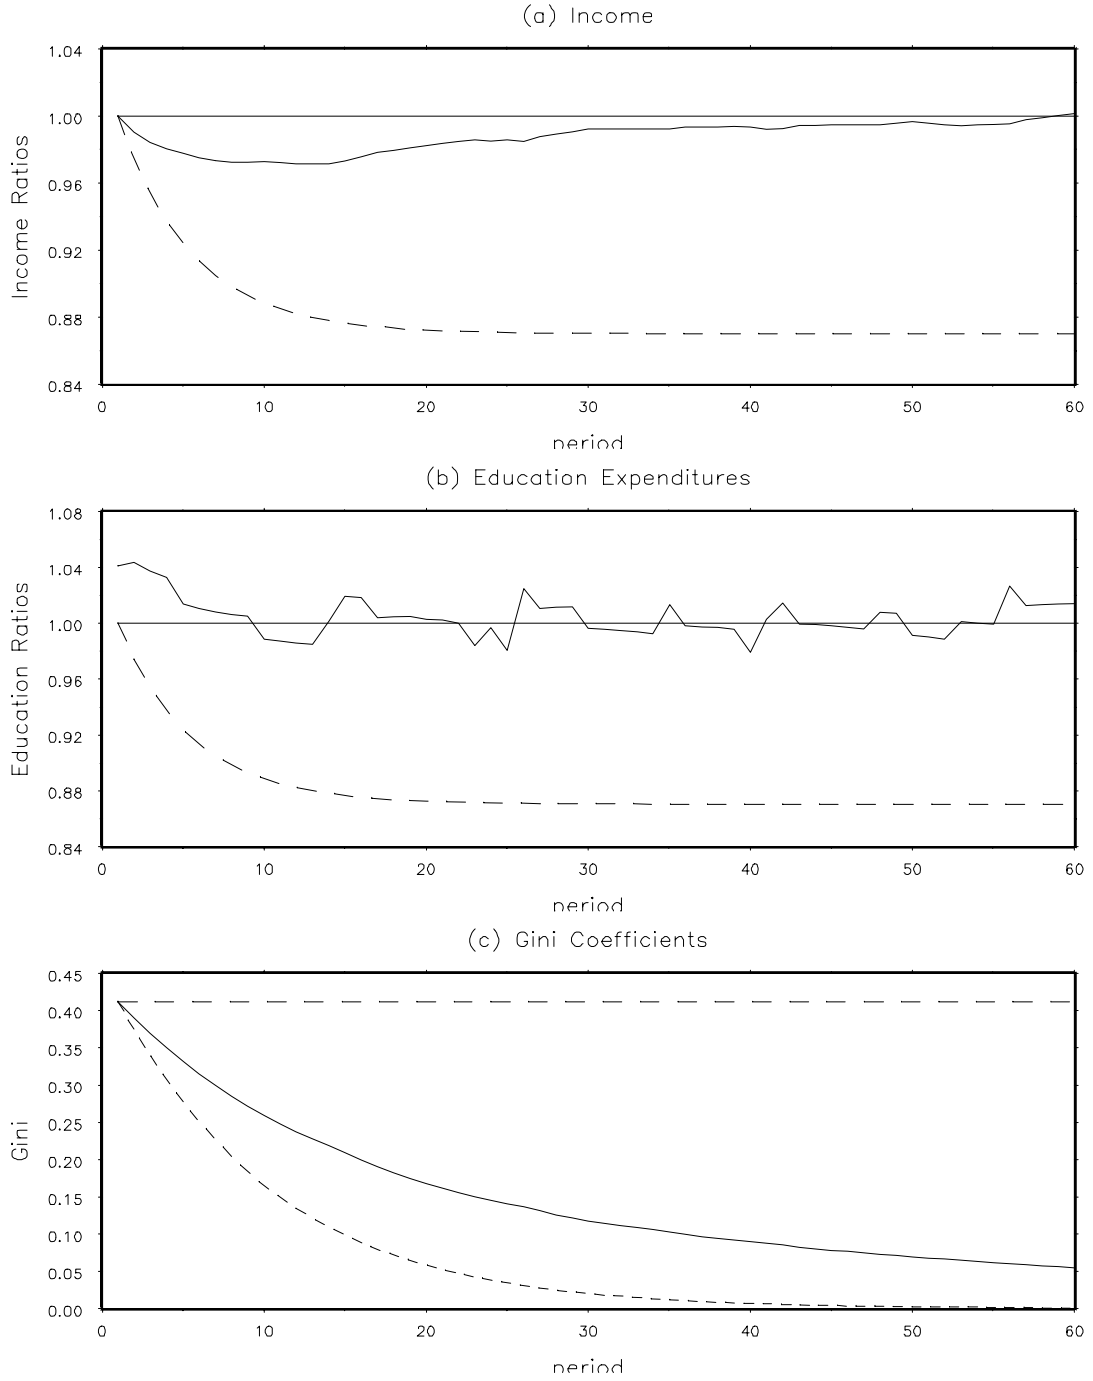 (a) Income
1.04
1.00
0.96
0.92
0.88
0.84
Income Ratios
0 10 20 30 40 50 60
period
(b) Education Expenditures
1.08
1.04
1.00
0.96
0.92
0.88
0.84
Education Ratios
0 10 20 30 40 50 60
period
(c) Gini Coefficients
0.45
0.40
0.35
0.30
0.25
0.20
0.15
0.10
0.05
0.00
Gini
0 10 20 30 40 50 60
period